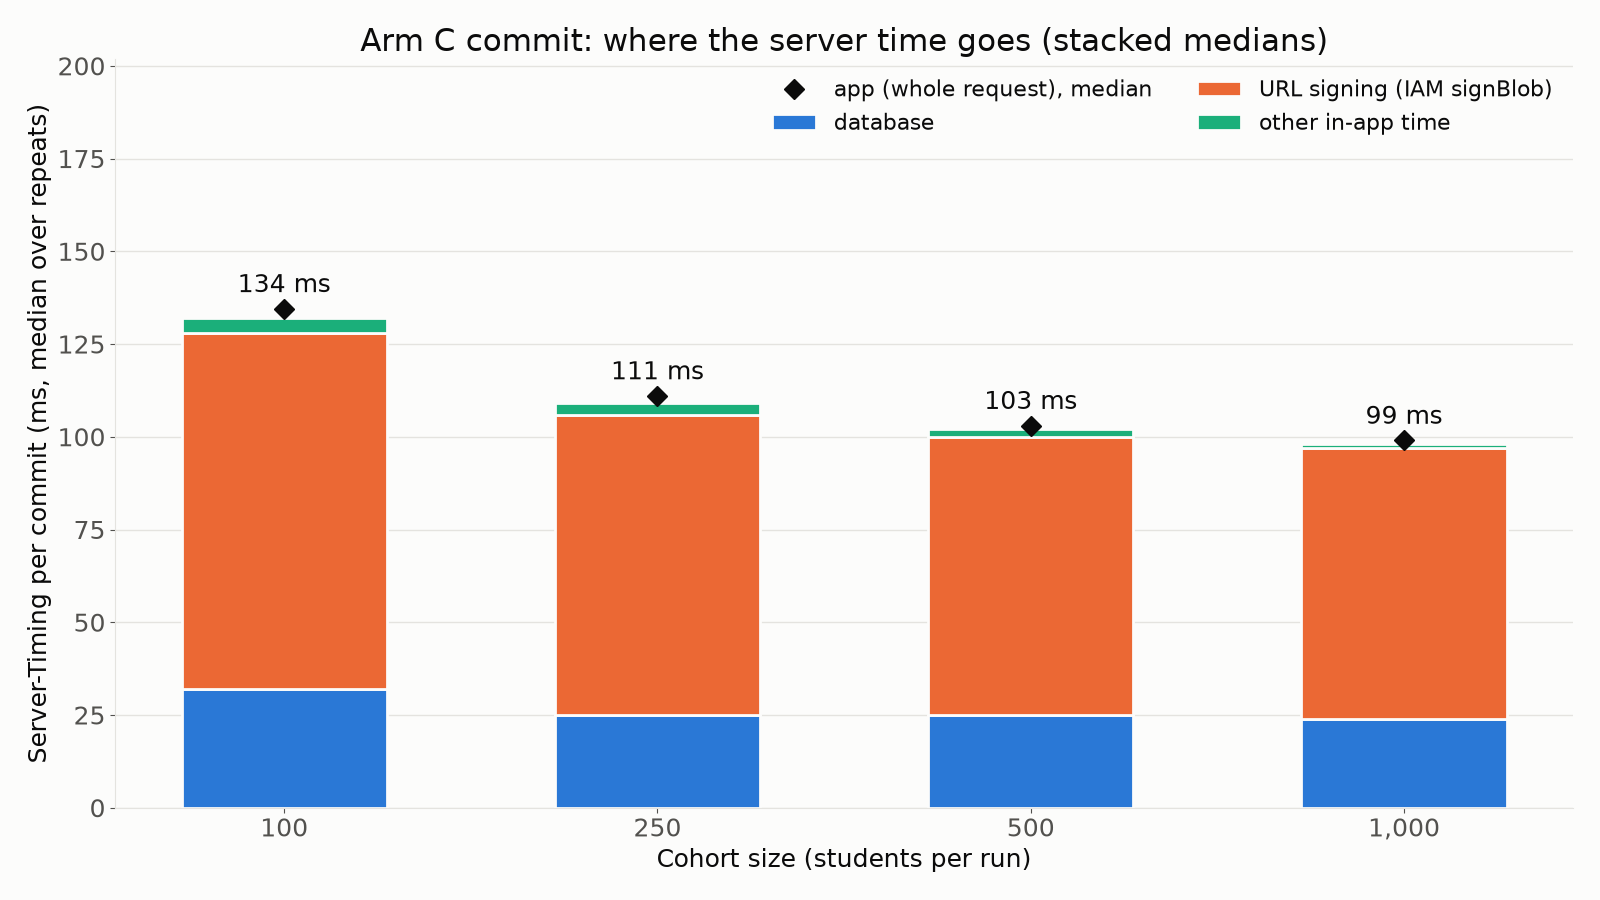 Arm C commit: where the server time goes (stacked medians)
app (whole request), median
database
URL signing (IAM signBlob)
other in-app time
Server-Timing per commit (ms, median over repeats)
200
175
150
125
100
75
50
25
0
134 ms
111 ms
103 ms
99 ms
100
250
500
1,000
Cohort size (students per run)